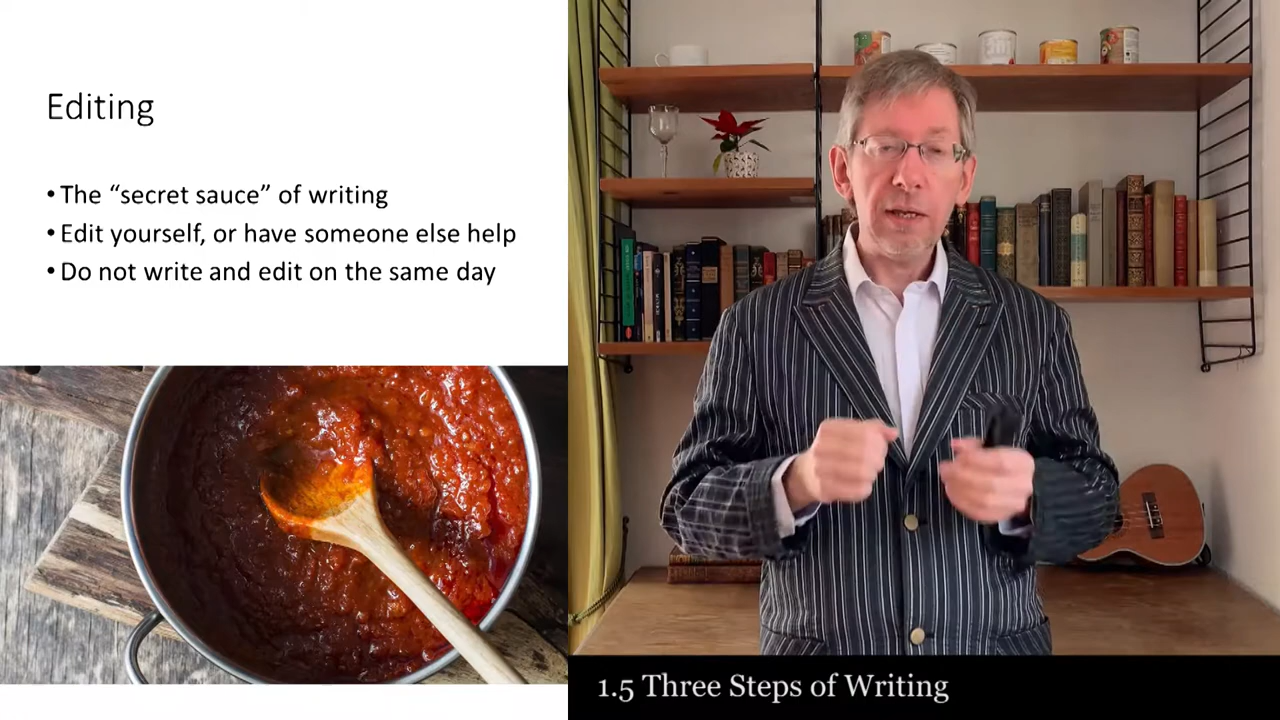 Editing
• The “secret sauce” of writing
• Edit yourself, or have someone else help
• Do not write and edit on the same day
1.5 Three Steps of Writing